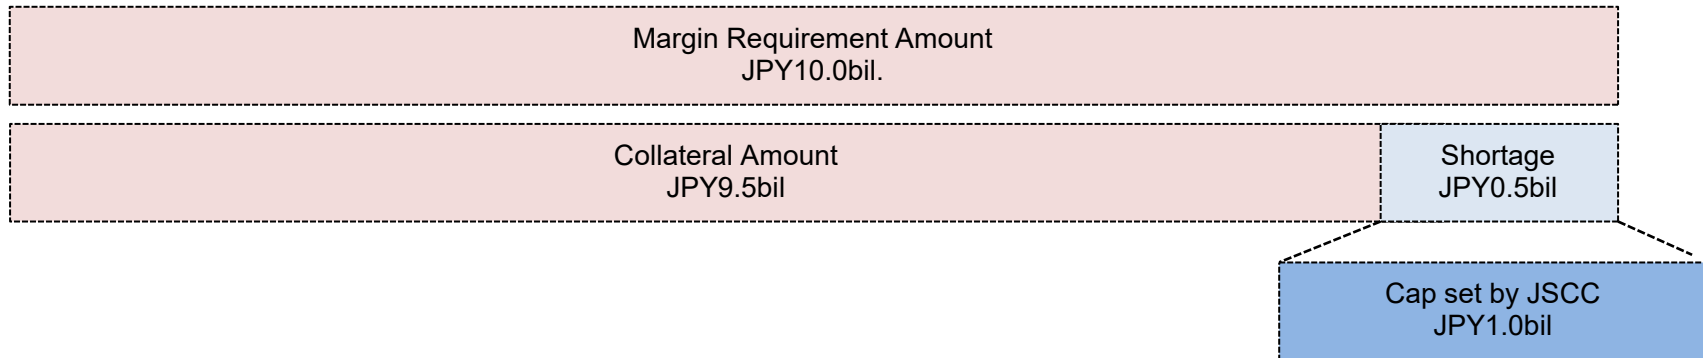 Margin Requirement Amount
JPY10.0bil.
Collateral Amount
JPY9.5bil
Shortage
JPY0.5bil
Cap set by JSCC
JPY1.0bil